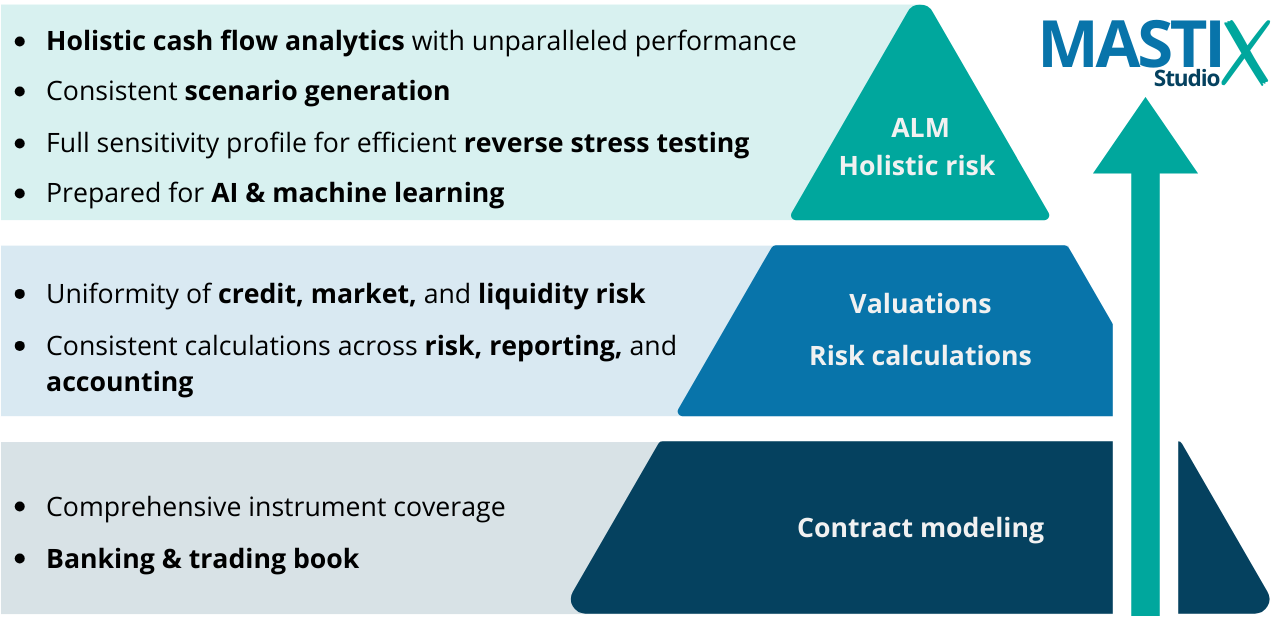 Holistic cash flow analytics with unparalleled performance
Consistent scenario generation
Full sensitivity profile for efficient reverse stress testing
Prepared for AI & machine learning
ALM
Holistic risk
MASTIX
Studio
Uniformity of credit, market, and liquidity risk
Consistent calculations across risk, reporting, and
accounting
Valuations
Risk calculations
Comprehensive instrument coverage
Banking & trading book
Contract modeling